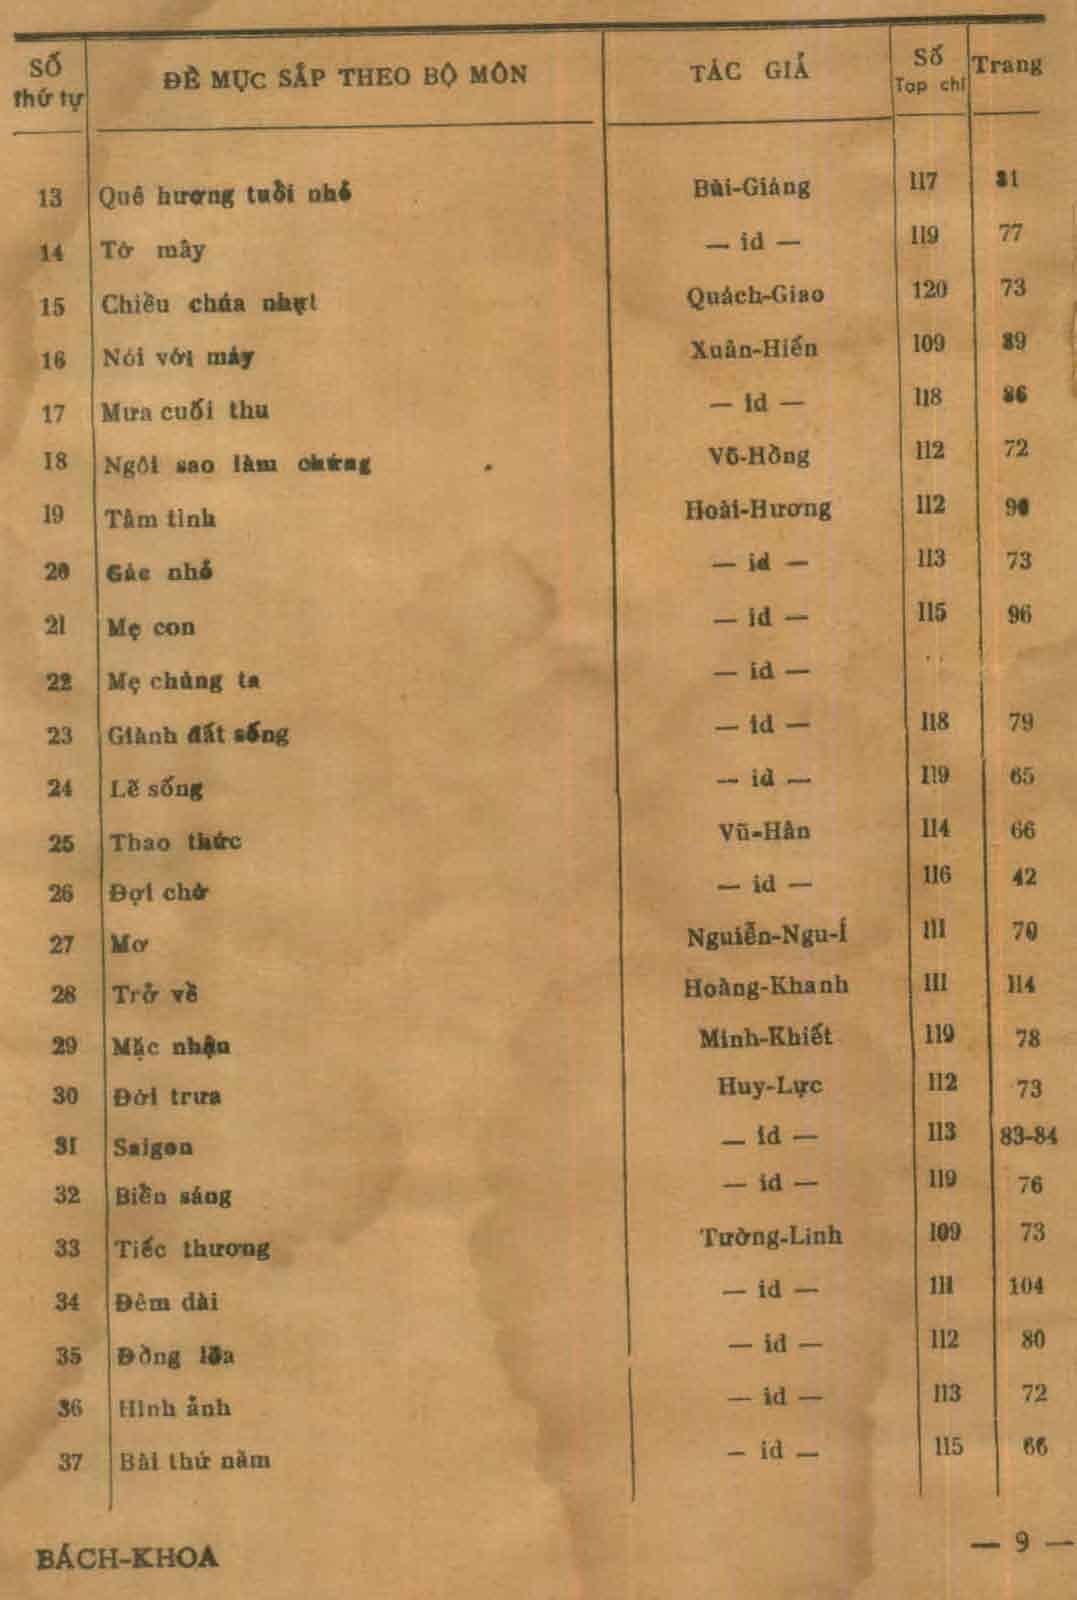 Số thứ tự ĐỀ MỤC SẮP THEO BỘ MÔN TÁC GIẢ Số Tạp chí Trang
13 Quê hương tuổi nhỏ Bùi-Giáng 117 81
14 Tờ mây — id — 119 77
15 Chiều chúa nhựt Quách-Giao 120 73
16 Nói với mây Xuân-Hiến 109 89
17 Mưa cuối thu — id — 118 86
18 Ngôi sao làm chứng Võ-Hồng 112 72
19 Tâm tình Hoài-Hương 112 90
20 Gác nhỏ — id — 113 73
21 Mẹ con — id — 115 96
22 Mẹ chúng ta — id —
23 Giành đất sống — id — 118 79
24 Lẽ sống — id — 119 65
25 Thao thức Vũ-Hân 114 66
26 Đợi chờ — id — 116 42
27 Mơ Nguiễn-Ngu-Í 111 70
28 Trở về Hoàng-Khanh 111 114
29 Mặc nhận Minh-Khiết 119 78
30 Đời trưa Huy-Lực 112 73
31 Saigon — id — 113 83-84
32 Biển sáng — id — 119 76
33 Tiếc thương Tường-Linh 109 73
34 Đêm dài — id — 111 104
35 Đồng lõa — id — 112 80
36 Hình ảnh — id — 113 72
37 Bài thứ năm — id — 115 66
BÁCH-KHOA — 9 —